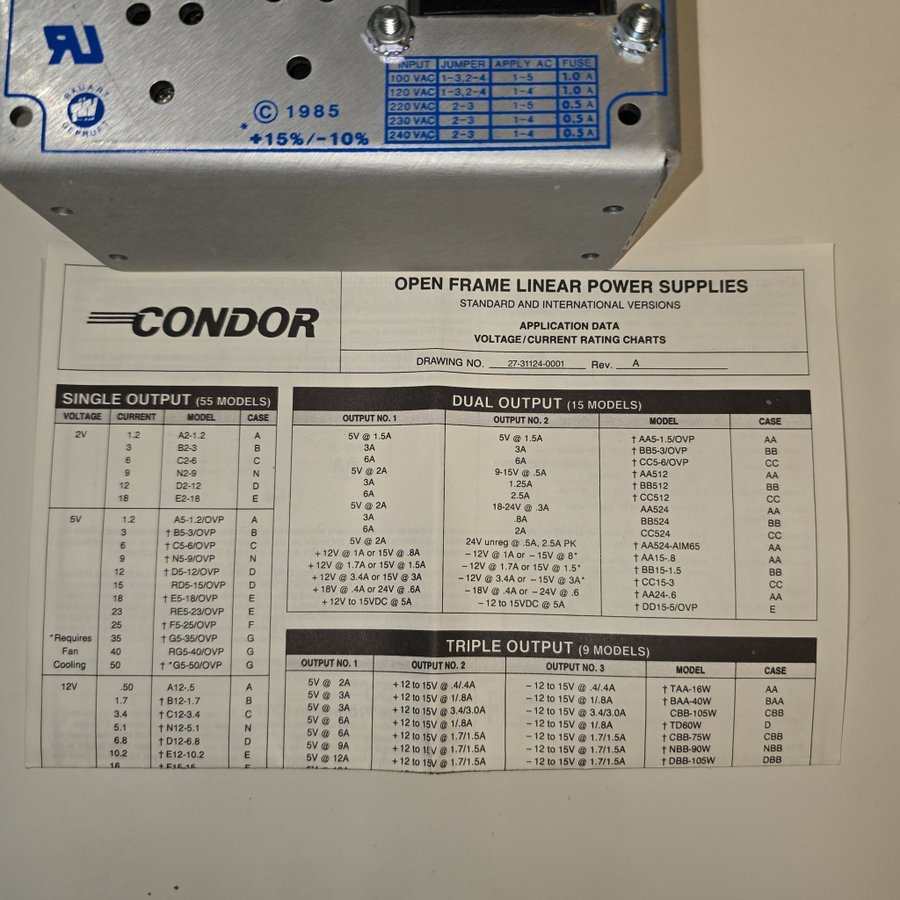 INPUT JUMPER APPLY AC FUSE
100 VAC 1-3,2-4 1-5 1.0 A
120 VAC 1-3,2-4 1-4 1.0 A
220 VAC 2-3 1-5 0.5 A
230 VAC 2-3 1-4 0.5 A
240 VAC 2-3 1-4 0.5 A
BAUART
GEPRUFT
© 1985
* +15%/-10%
CONDOR
OPEN FRAME LINEAR POWER SUPPLIES
STANDARD AND INTERNATIONAL VERSIONS
APPLICATION DATA
VOLTAGE/CURRENT RATING CHARTS
DRAWING NO. 27-31124-0001 Rev. A
SINGLE OUTPUT (55 MODELS)
VOLTAGE CURRENT MODEL CASE
2V 1.2 A2-1.2 A
3 B2-3 B
6 C2-6 C
9 N2-9 N
12 D2-12 D
18 E2-18 E
5V 1.2 A5-1.2/OVP A
3 † B5-3/OVP B
6 † C5-6/OVP C
9 † N5-9/OVP N
12 † D5-12/OVP D
15 RD5-15/OVP D
18 † E5-18/OVP E
23 RE5-23/OVP E
25 † F5-25/OVP F
*Requires 35 † G5-35/OVP G
Fan 40 RG5-40/OVP G
Cooling 50 † *G5-50/OVP G
12V .50 A12-.5 A
1.7 † B12-1.7 B
3.4 † C12-3.4 C
5.1 † N12-5.1 N
6.8 † D12-6.8 D
10.2 † E12-10.2 E
DUAL OUTPUT (15 MODELS)
OUTPUT NO. 1 OUTPUT NO. 2 MODEL CASE
5V @ 1.5A 5V @ 1.5A † AA5-1.5/OVP AA
3A 3A † BB5-3/OVP BB
6A 6A † CC5-6/OVP CC
5V @ 2A 9-15V @ .5A † AA512 AA
3A 1.25A † BB512 BB
6A 2.5A † CC512 CC
5V @ 2A 18-24V @ .3A AA524 AA
3A .8A BB524 BB
6A 2A CC524 CC
5V @ 2A 24V unreg @ .5A, 2.5A PK † AA524-AIM65 AA
+ 12V @ 1A or 15V @ .8A – 12V @ 1A or – 15V @ 8* † AA15-.8 AA
+ 12V @ 1.7A or 15V @ 1.5A – 12V @ 1.7A or 15V @ 1.5* † BB15-1.5 BB
+ 12V @ 3.4A or 15V @ 3A – 12V @ 3.4A or – 15V @ 3A* † CC15-3 CC
+ 18V @ .4A or 24V @ .6A – 18V @ .4A or – 24V @ .6 † AA24-.6 AA
+ 12V to 15VDC @ 5A – 12 to 15VDC @ 5A † DD15-5/OVP E
TRIPLE OUTPUT (9 MODELS)
OUTPUT NO. 1 OUTPUT NO. 2 OUTPUT NO. 3 MODEL CASE
5V @ 2A + 12 to 15V @ .4/.4A – 12 to 15V @ .4/.4A † TAA-16W AA
5V @ 3A + 12 to 15V @ 1/.8A – 12 to 15V @ 1/.8A † BAA-40W BAA
5V @ 3A + 12 to 15V @ 3.4/3.0A – 12 to 15V @ 3.4/3.0A CBB-105W CBB
5V @ 6A + 12 to 15V @ 1/.8A – 12 to 15V @ 1/.8A † TD60W D
5V @ 6A + 12 to 15V @ 1.7/1.5A – 12 to 15V @ 1.7/1.5A † CBB-75W CBB
5V @ 9A + 12 to 15V @ 1.7/1.5A – 12 to 15V @ 1.7/1.5A † NBB-90W NBB
5V @ 12A + 12 to 15V @ 1.7/1.5A – 12 to 15V @ 1.7/1.5A † DBB-105W DBB